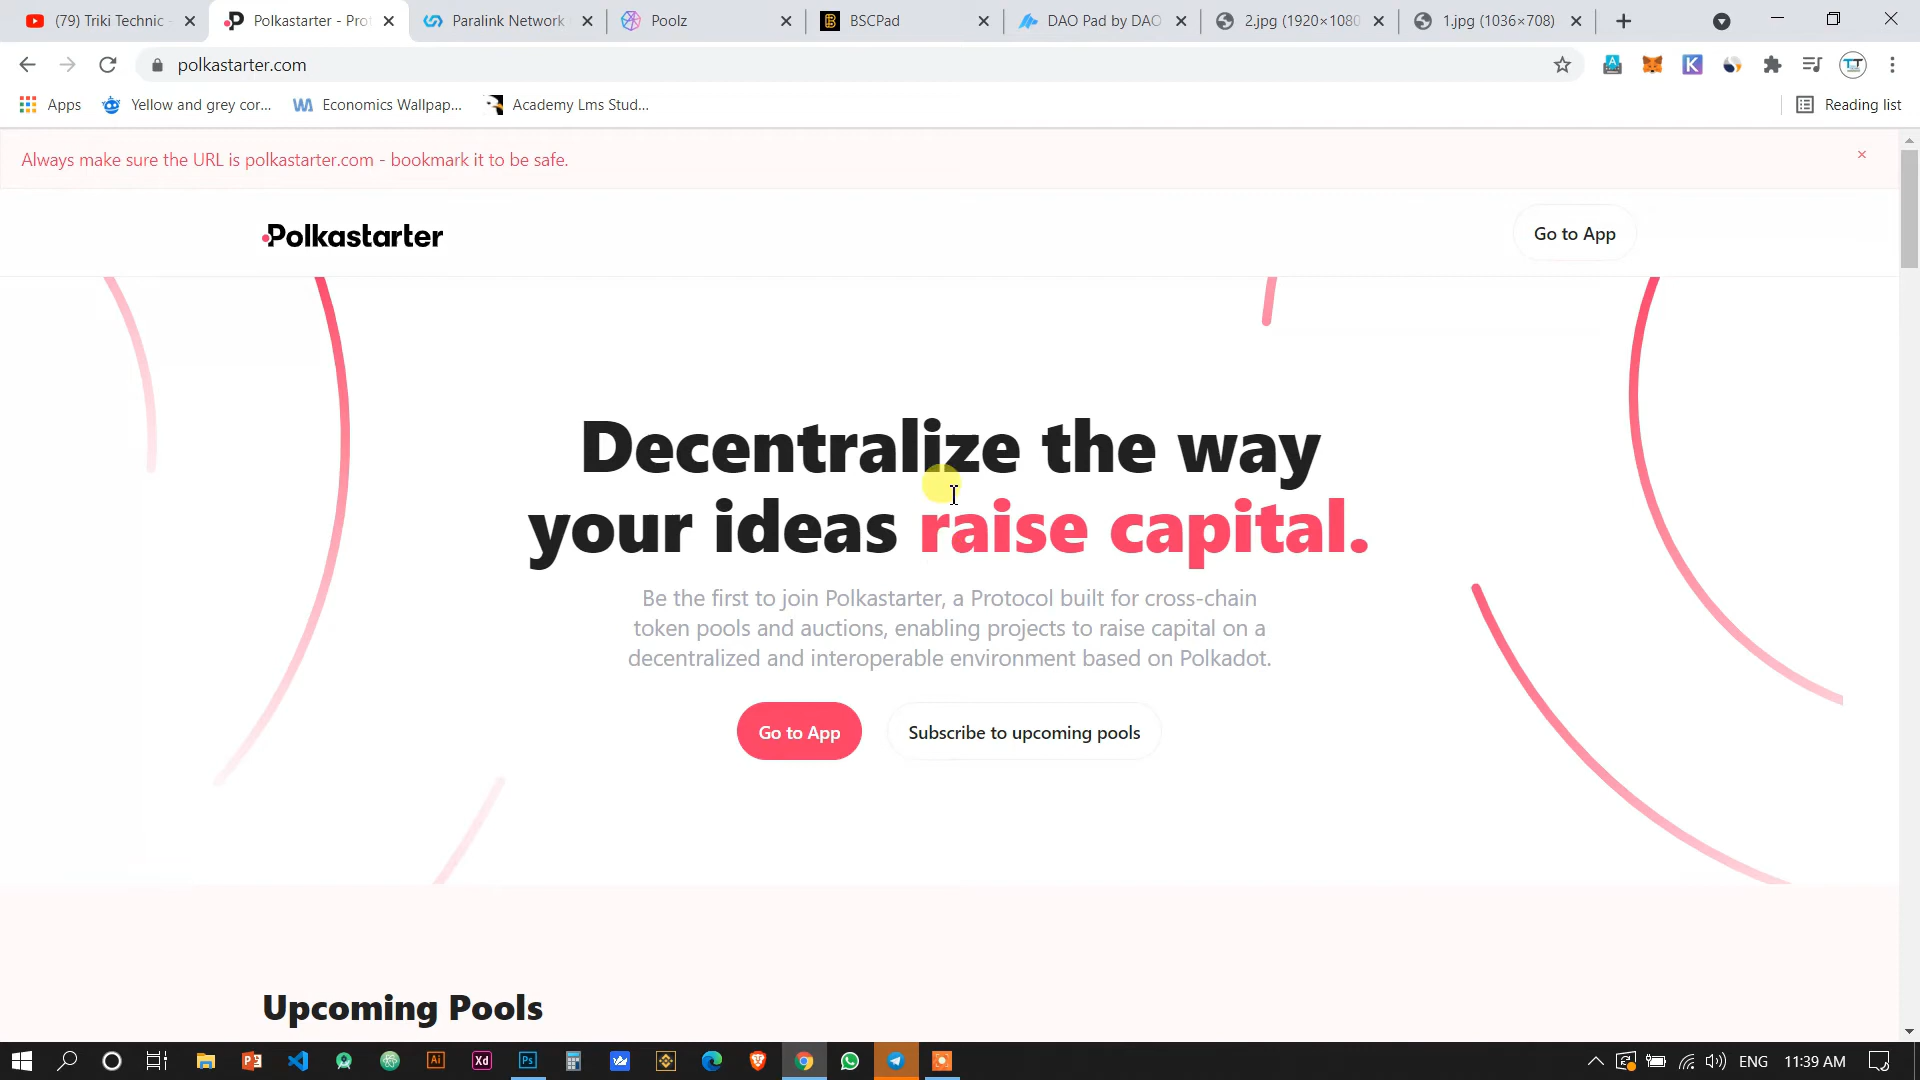 (79) Triki Technic -
Polkastarter - Prot
Paralink Network
Poolz
BSCPad
DAO Pad by DAO
2.jpg (1920×1080
1.jpg (1036×708)
polkastarter.com
Apps
Yellow and grey cor...
Economics Wallpap...
Academy Lms Stud...
Reading list
Always make sure the URL is polkastarter.com - bookmark it to be safe.
Polkastarter
Go to App
Decentralize the way
your ideas raise capital.
Be the first to join Polkastarter, a Protocol built for cross-chain
token pools and auctions, enabling projects to raise capital on a
decentralized and interoperable environment based on Polkadot.
Go to App
Subscribe to upcoming pools
Upcoming Pools
ENG
11:39 AM